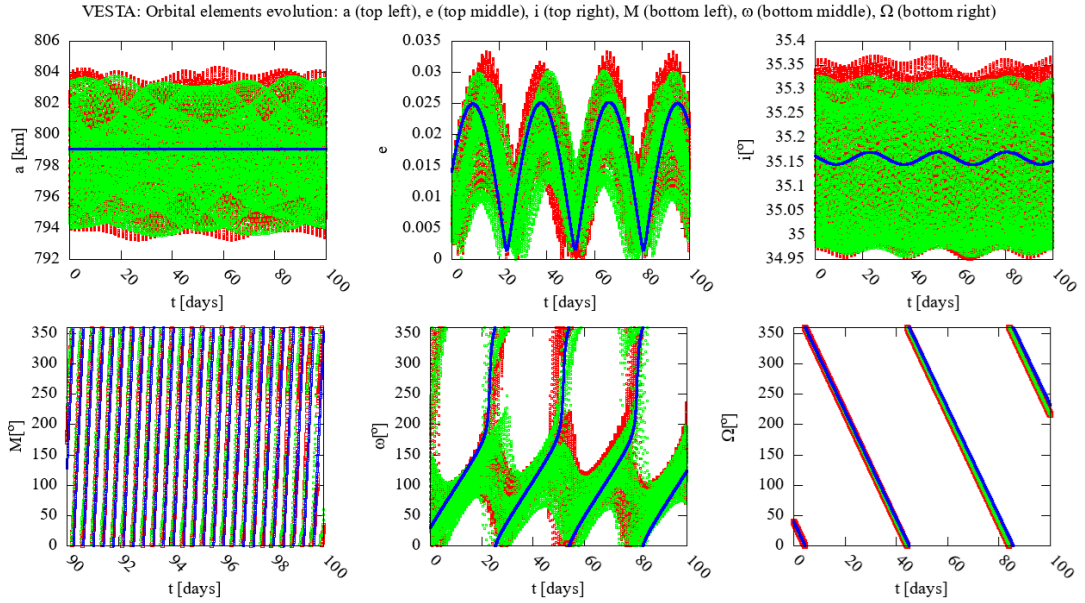 VESTA: Orbital elements evolution: a (top left), e (top middle), i (top right), M (bottom left), ω (bottom middle), Ω (bottom right)
806
804
802
800
798
796
794
792
a [km]
0 20 40 60 80 100
t [days]
0.035
0.03
0.025
0.02
0.015
0.01
0.005
0
e
0 20 40 60 80 100
t [days]
35.4
35.35
35.3
35.25
35.2
35.15
35.1
35.05
35
34.95
i[º]
0 20 40 60 80 100
t [days]
350
300
250
200
150
100
50
0
M[º]
90 92 94 96 98 100
t [days]
350
300
250
200
150
100
50
0
ω[º]
0 20 40 60 80 100
t [days]
350
300
250
200
150
100
50
0
Ω[º]
0 20 40 60 80 100
t [days]